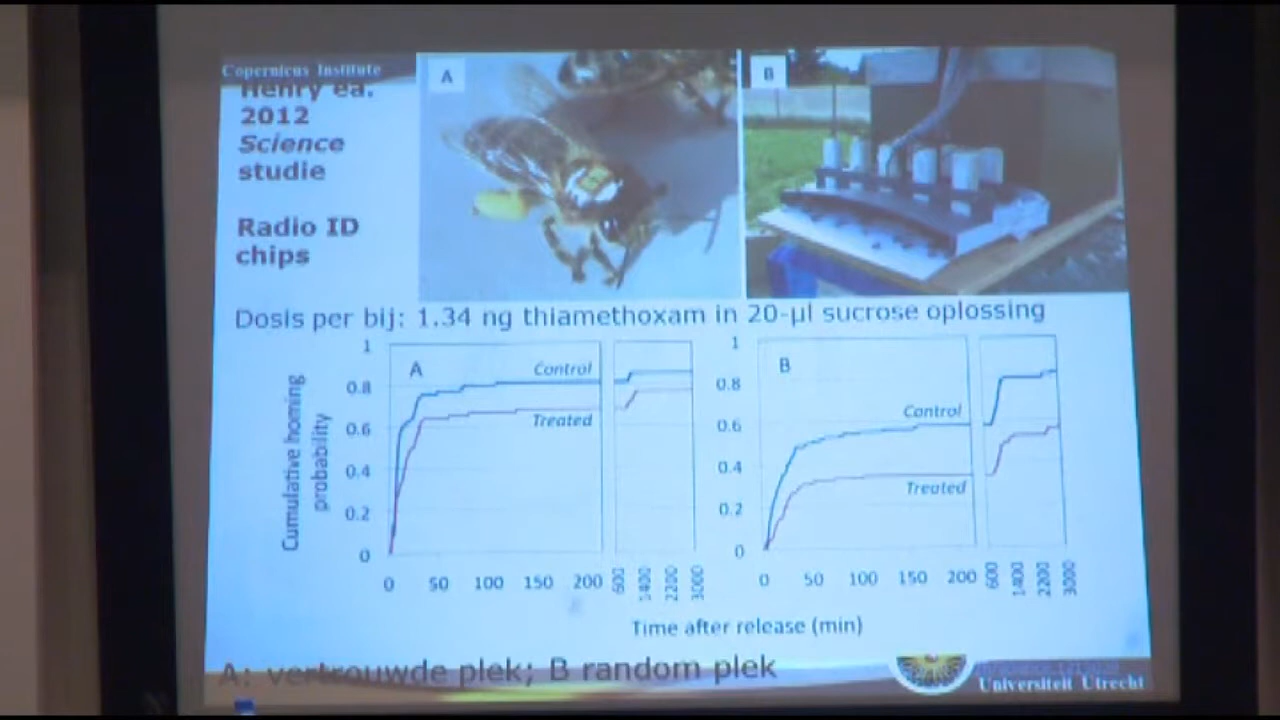 Copernicus Institute
Henry ea.
2012
Science
studie
Radio ID
chips
A
B
Dosis per bij: 1.34 ng thiamethoxam in 20-µl sucrose oplossing
Cumulative homing
probability
1
0.8
0.6
0.4
0.2
0
A
Control
Treated
0 50 100 150 200 600 1400 2200 3000
1
0.8
0.6
0.4
0.2
0
B
Control
Treated
0 50 100 150 200 600 1400 2200 3000
Time after release (min)
A: vertrouwde plek; B random plek
Universiteit Utrecht